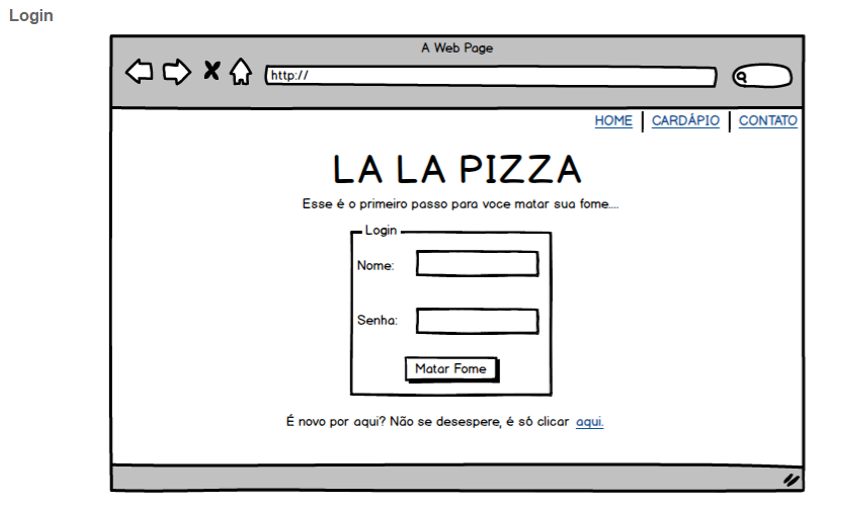 Login
A Web Page
http://
HOME | CARDÁPIO | CONTATO
LA LA PIZZA
Esse é o primeiro passo para voce matar sua fome....
Login
Nome:
Senha:
Matar Fome
É novo por aqui? Não se desespere, é só clicar aqui.